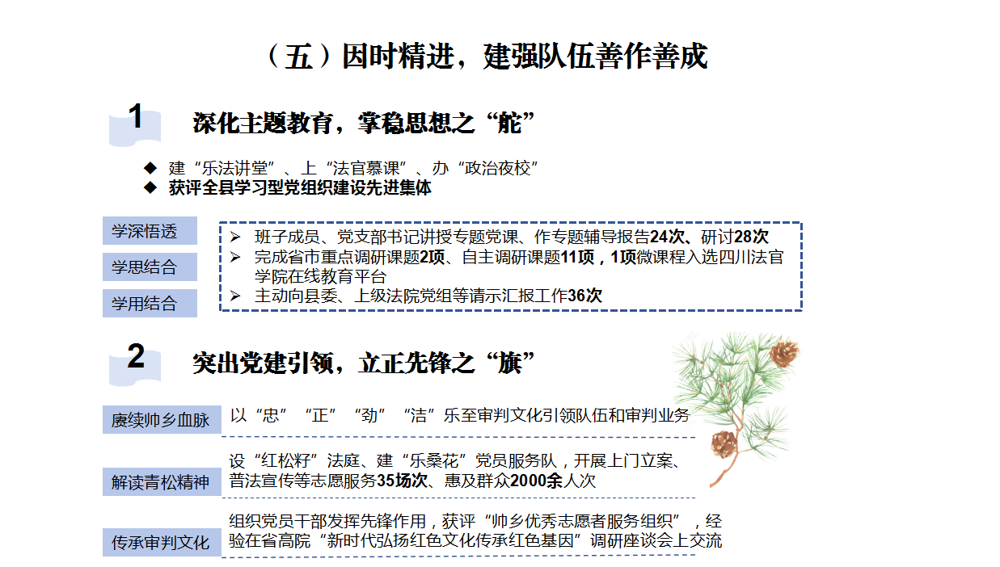 （五）因时精进，建强队伍善作善成
1
深化主题教育，掌稳思想之“舵”
◆ 建“乐法讲堂”、上“法官慕课”、办“政治夜校”
◆ 获评全县学习型党组织建设先进集体
学深悟透
学思结合
学用结合
➢ 班子成员、党支部书记讲授专题党课、作专题辅导报告24次、研讨28次
➢ 完成省市重点调研课题2项、自主调研课题11项，1项微课程入选四川法官
学院在线教育平台
➢ 主动向县委、上级法院党组等请示汇报工作36次
2
突出党建引领，立正先锋之“旗”
赓续帅乡血脉
以“忠”“正”“劲”“洁”乐至审判文化引领队伍和审判业务
解读青松精神
设“红松籽”法庭、建“乐桑花”党员服务队，开展上门立案、
普法宣传等志愿服务35场次、惠及群众2000余人次
传承审判文化
组织党员干部发挥先锋作用，获评“帅乡优秀志愿者服务组织”，经
验在省高院“新时代弘扬红色文化传承红色基因”调研座谈会上交流